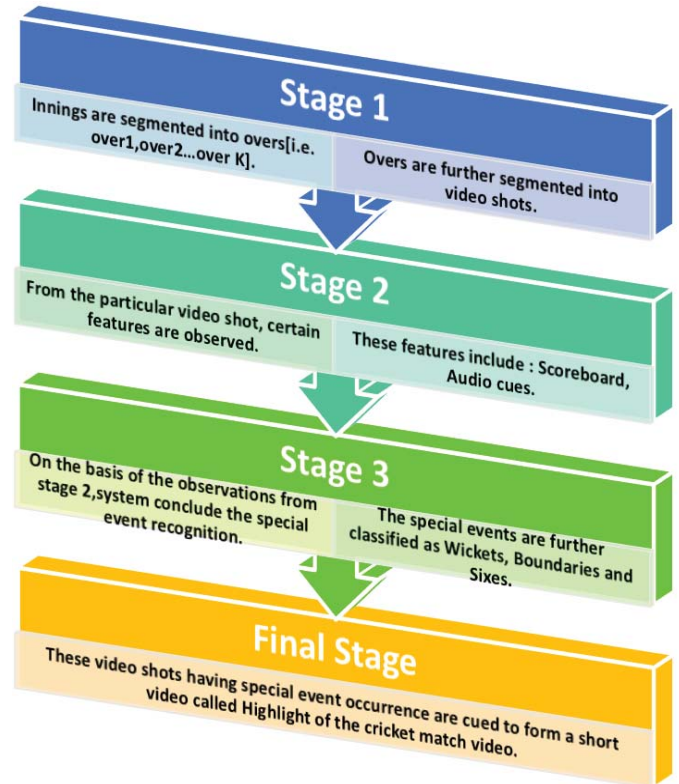 Stage 1
Innings are segmented into overs[i.e.
over1,over2...over K].
Overs are further segmented into
video shots.
Stage 2
From the particular video shot, certain
features are observed.
These features include : Scoreboard,
Audio cues.
Stage 3
On the basis of the observations from
stage 2,system conclude the special
event recognition.
The special events are further
classified as Wickets, Boundaries and
Sixes.
Final Stage
These video shots having special event occurrence are cued to form a short
video called Highlight of the cricket match video.